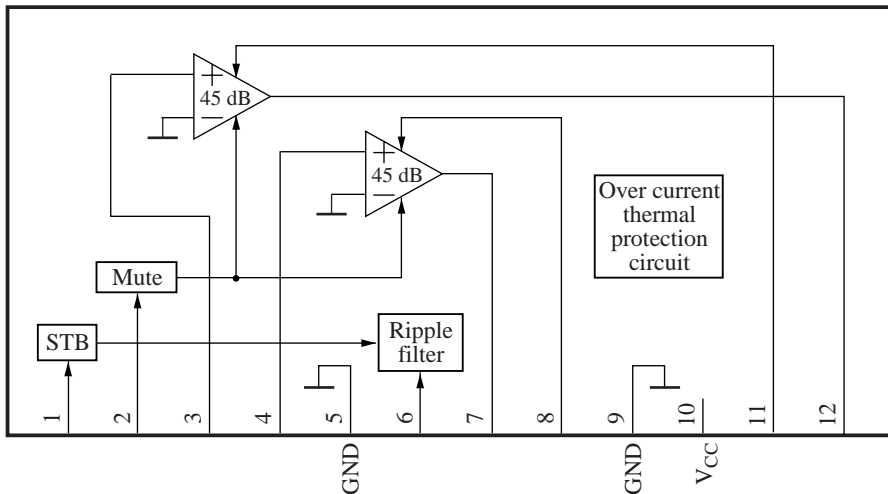 +
45 dB
−
+
45 dB
−
Over current
thermal
protection
circuit
Mute
STB
Ripple
filter
1
2
3
4
5
6
7
8
9
10
11
12
GND
GND
VCC